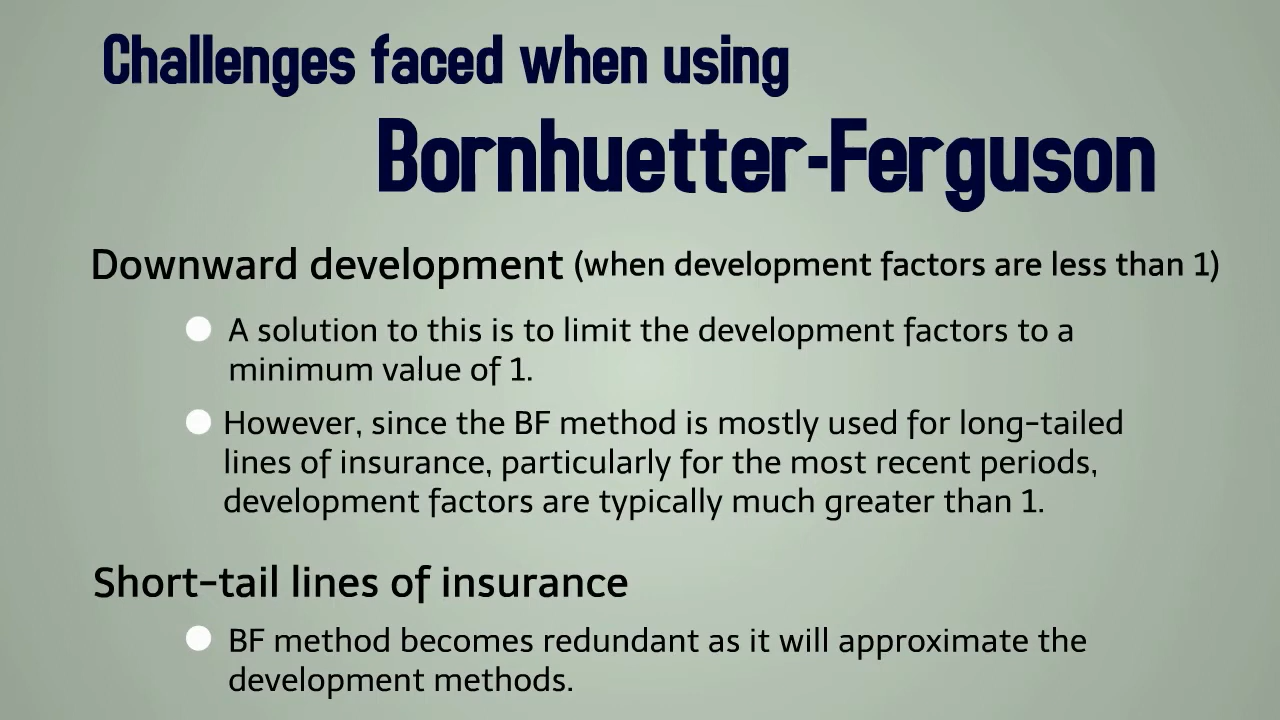 Challenges faced when using
Bornhuetter-Ferguson
Downward development (when development factors are less than 1)
A solution to this is to limit the development factors to a
minimum value of 1.
However, since the BF method is mostly used for long-tailed
lines of insurance, particularly for the most recent periods,
development factors are typically much greater than 1.
Short-tail lines of insurance
BF method becomes redundant as it will approximate the
development methods.